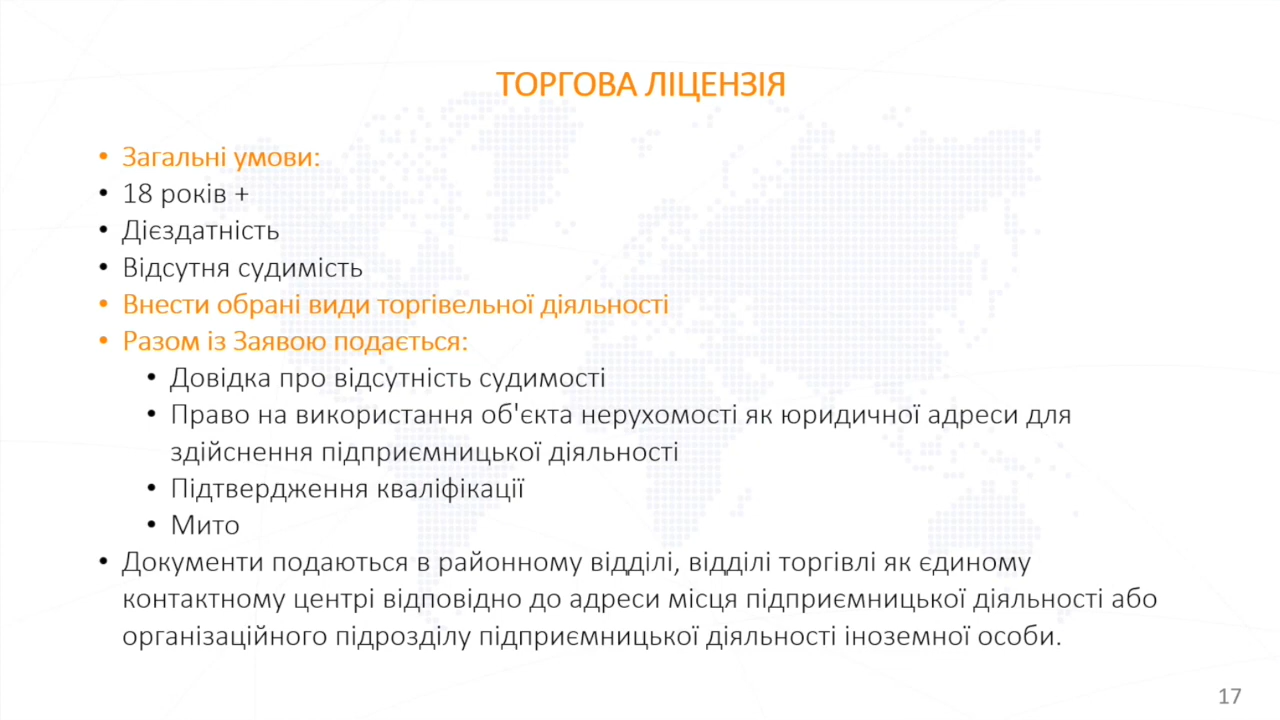 ТОРГОВА ЛІЦЕНЗІЯ
• Загальні умови:
• 18 років +
• Дієздатність
• Відсутня судимість
• Внести обрані види торгівельної діяльності
• Разом із Заявою подається:
• Довідка про відсутність судимості
• Право на використання об'єкта нерухомості як юридичної адреси для
здійснення підприємницької діяльності
• Підтвердження кваліфікації
• Мито
• Документи подаються в районному відділі, відділі торгівлі як єдиному
контактному центрі відповідно до адреси місця підприємницької діяльності або
організаційного підрозділу підприємницької діяльності іноземної особи.
17